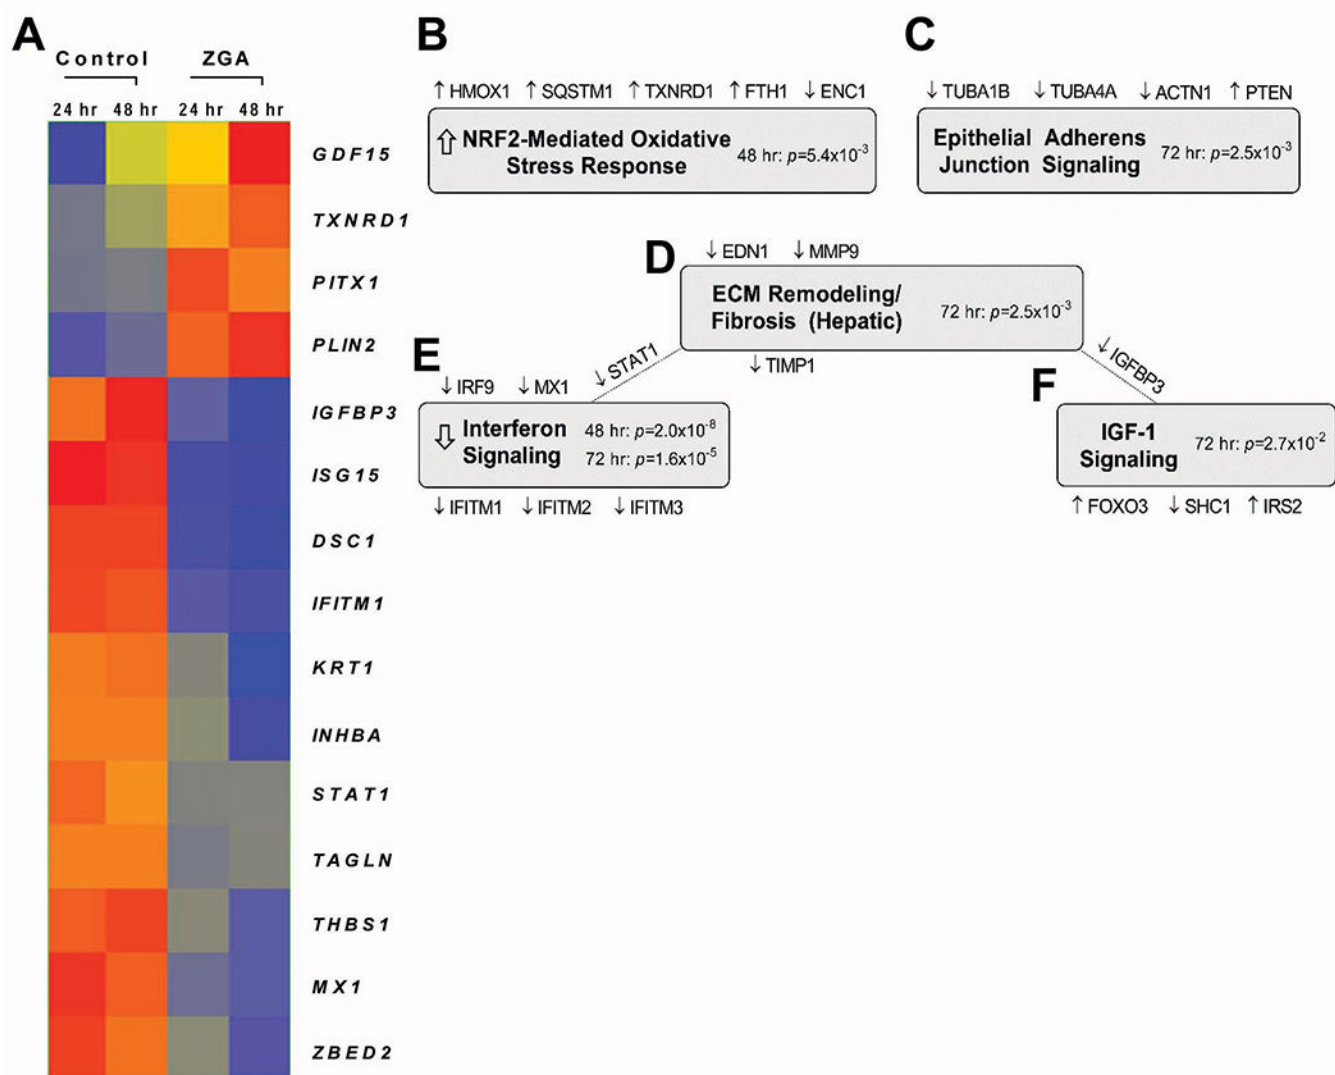 A
Control ZGA
24 hr 48 hr 24 hr 48 hr
GDF15
TXNRD1
PITX1
PLIN2
IGFBP3
ISG15
DSC1
IFITM1
KRT1
INHBA
STAT1
TAGLN
THBS1
MX1
ZBED2
B
↑ HMOX1 ↑ SQSTM1 ↑ TXNRD1 ↑ FTH1 ↓ ENC1
⇧ NRF2-Mediated Oxidative
Stress Response
48 hr: p=5.4x10⁻³
C
↓ TUBA1B ↓ TUBA4A ↓ ACTN1 ↑ PTEN
Epithelial Adherens
Junction Signaling
72 hr: p=2.5x10⁻³
D
↓ EDN1 ↓ MMP9
ECM Remodeling/
Fibrosis (Hepatic)
72 hr: p=2.5x10⁻³
↓ TIMP1
↓ STAT1
↓ IGFBP3
E
↓ IRF9 ↓ MX1
⇩ Interferon
Signaling
48 hr: p=2.0x10⁻⁸
72 hr: p=1.6x10⁻⁵
↓ IFITM1 ↓ IFITM2 ↓ IFITM3
F
IGF-1
Signaling
72 hr: p=2.7x10⁻²
↑ FOXO3 ↓ SHC1 ↑ IRS2